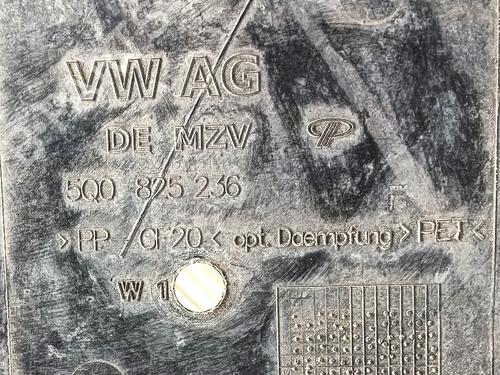 VW AG
DE MZV
5Q0 825 236
>PP-GF20< opt. Daempfung >PET<
W 1